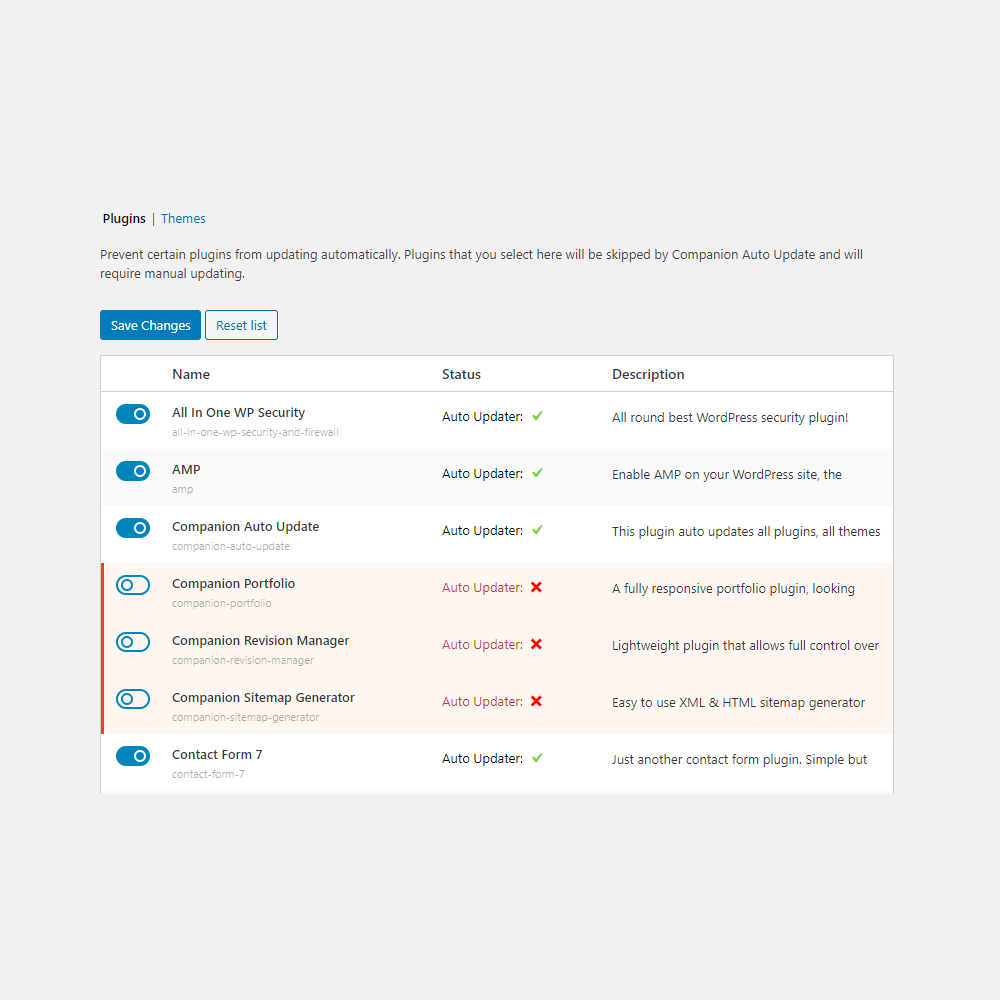 Plugins | Themes
Prevent certain plugins from updating automatically. Plugins that you select here will be skipped by Companion Auto Update and will
require manual updating.
Save Changes Reset list
Name Status Description
All In One WP Security Auto Updater: ✔ All round best WordPress security plugin!
all-in-one-wp-security-and-firewall
AMP Auto Updater: ✔ Enable AMP on your WordPress site, the
amp
Companion Auto Update Auto Updater: ✔ This plugin auto updates all plugins, all themes
companion-auto-update
Companion Portfolio Auto Updater: ✖ A fully responsive portfolio plugin, looking
companion-portfolio
Companion Revision Manager Auto Updater: ✖ Lightweight plugin that allows full control over
companion-revision-manager
Companion Sitemap Generator Auto Updater: ✖ Easy to use XML & HTML sitemap generator
companion-sitemap-generator
Contact Form 7 Auto Updater: ✔ Just another contact form plugin. Simple but
contact-form-7